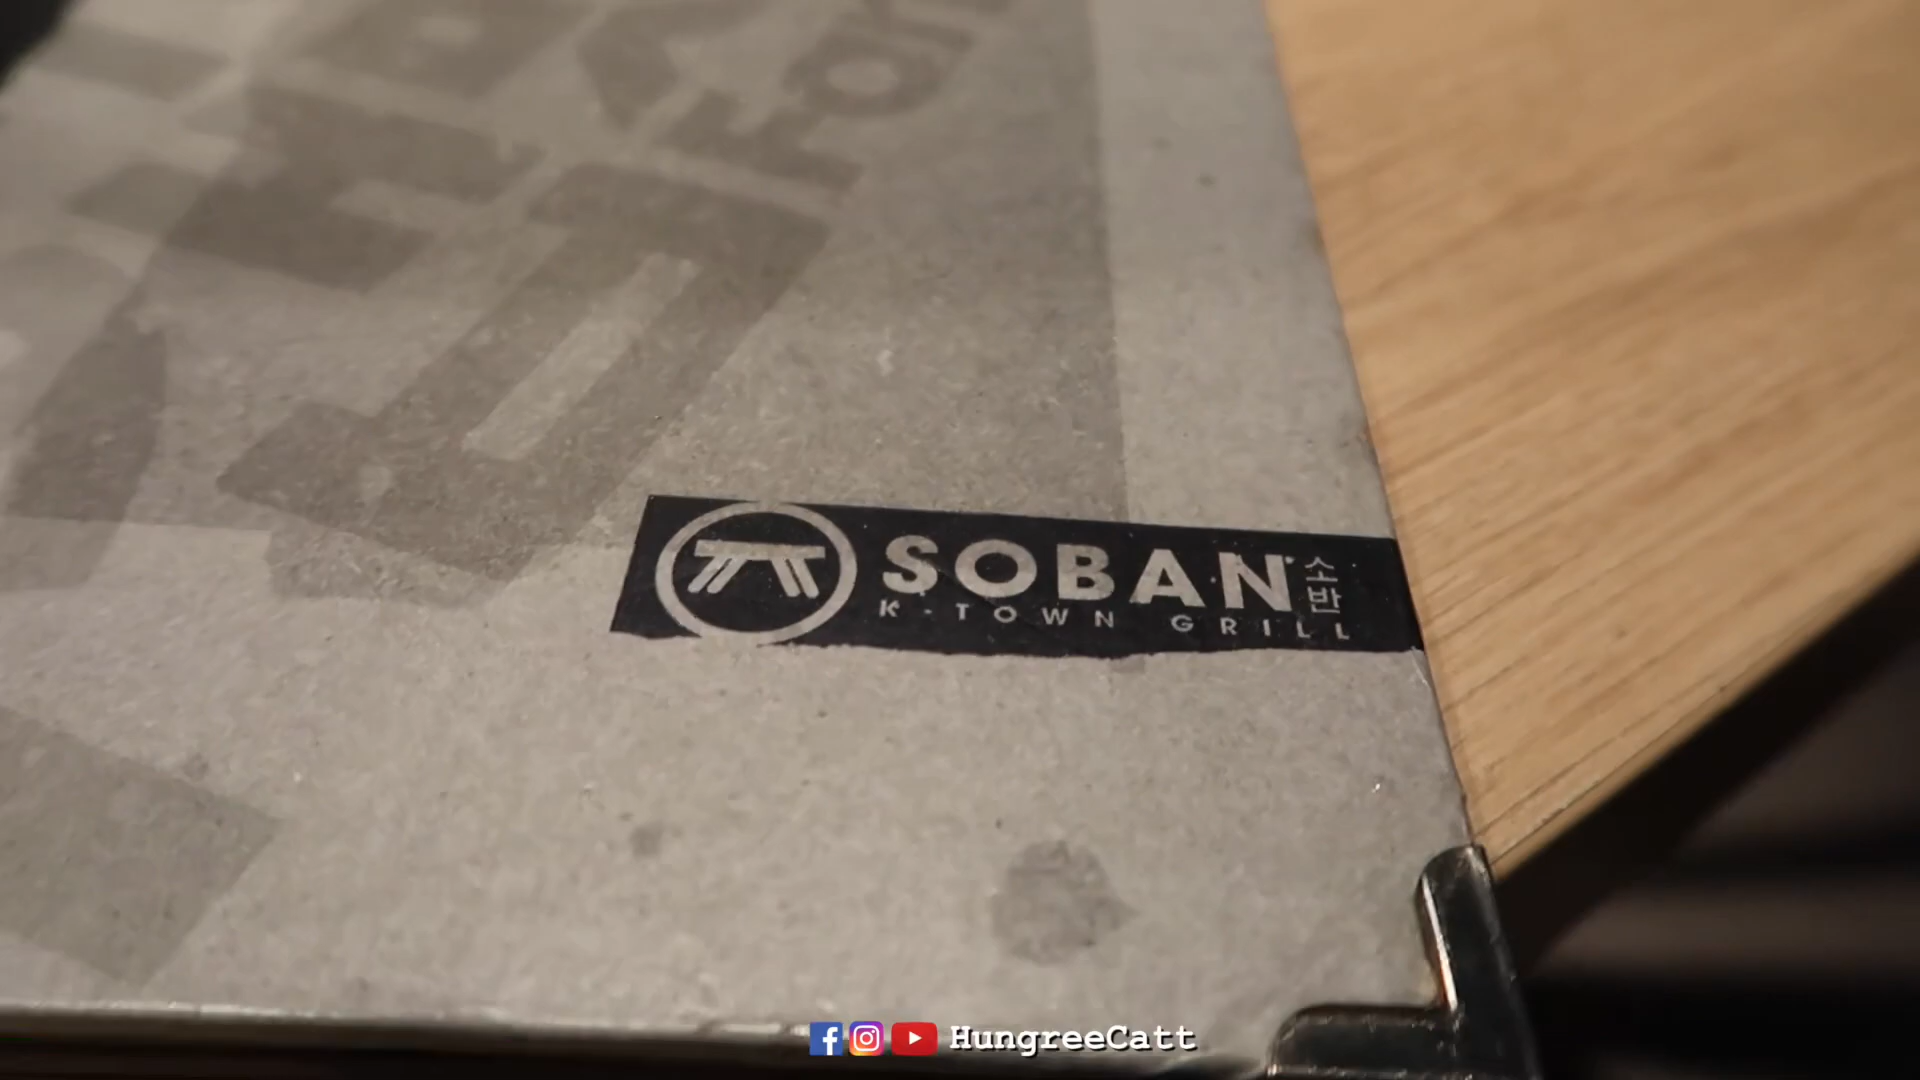 SOBAN 소반
K-TOWN GRILL
HungreeCatt